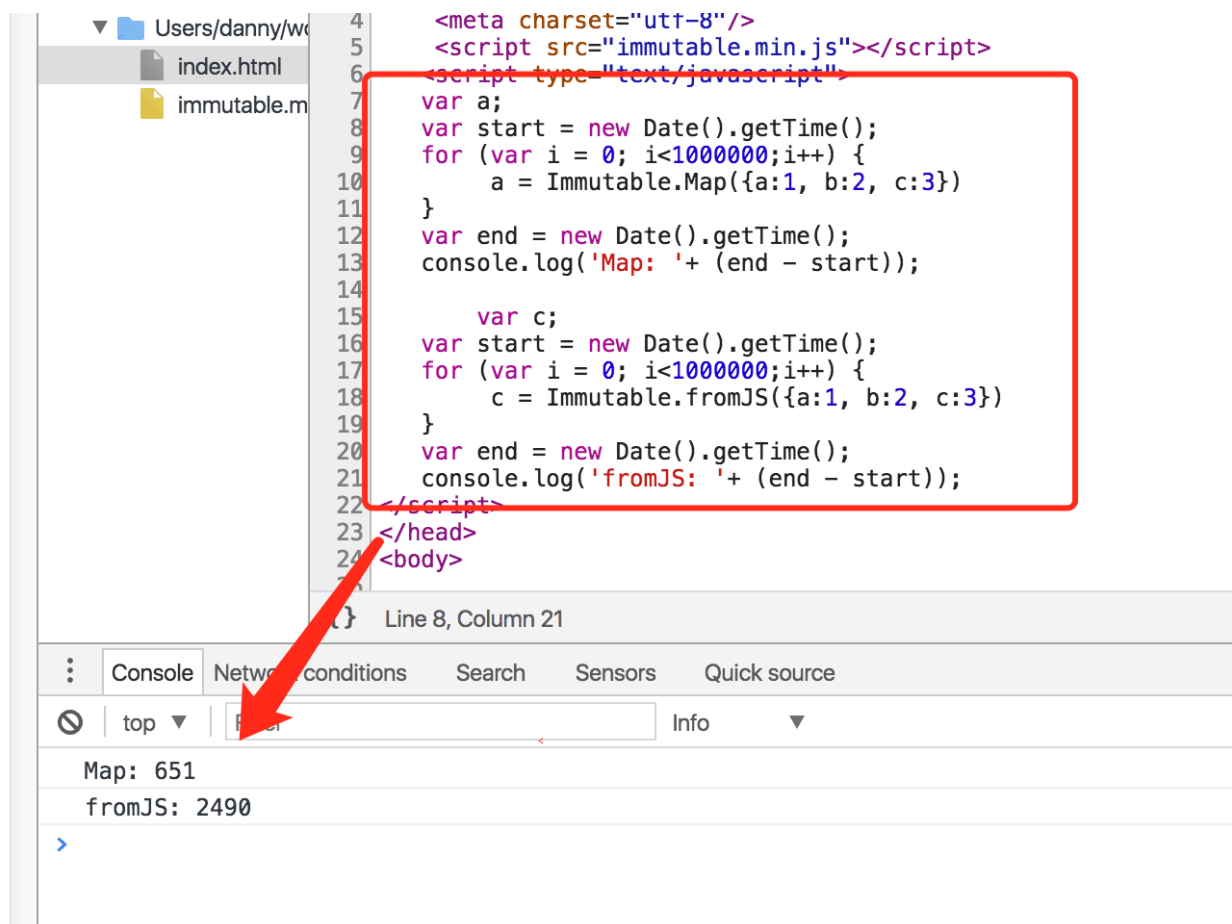 Users/danny/wo
index.html
immutable.m
4 <meta charset="utf-8"/>
5 <script src="immutable.min.js"></script>
6 <script type="text/javascript">
7 var a;
8 var start = new Date().getTime();
9 for (var i = 0; i<1000000;i++) {
10 a = Immutable.Map({a:1, b:2, c:3})
11 }
12 var end = new Date().getTime();
13 console.log('Map: '+ (end - start));
14
15 var c;
16 var start = new Date().getTime();
17 for (var i = 0; i<1000000;i++) {
18 c = Immutable.fromJS({a:1, b:2, c:3})
19 }
20 var end = new Date().getTime();
21 console.log('fromJS: '+ (end - start));
22 </script>
23 </head>
24 <body>
{} Line 8, Column 21
Console Network conditions Search Sensors Quick source
top ▼ Filter Info ▼
Map: 651
fromJS: 2490
>